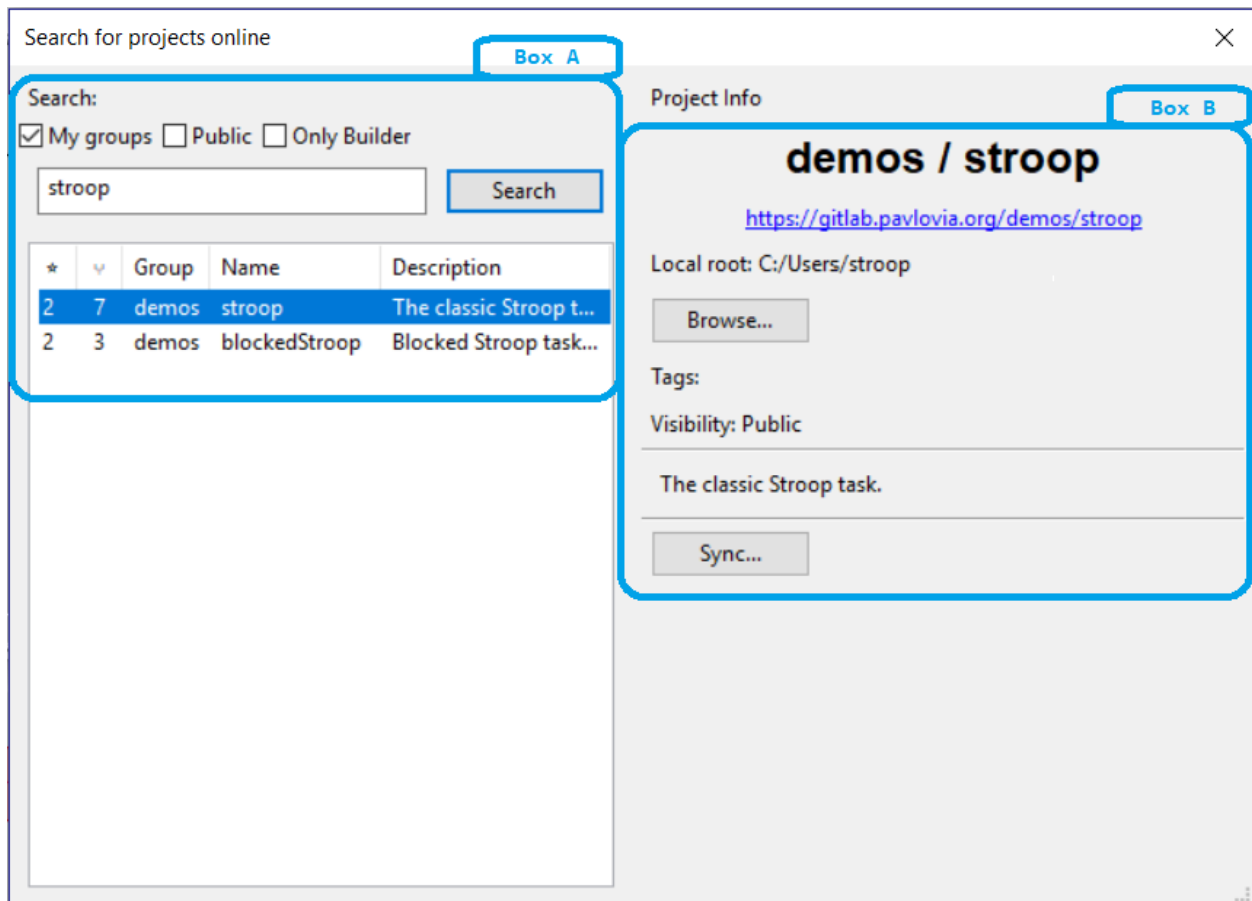 Search for projects online
Box A
Search:
My groups Public Only Builder
stroop Search
Group Name Description
2 7 demos stroop The classic Stroop t...
2 3 demos blockedStroop Blocked Stroop task...
Project Info
Box B
demos / stroop
https://gitlab.pavlovia.org/demos/stroop
Local root: C:/Users/stroop
Browse...
Tags:
Visibility: Public
The classic Stroop task.
Sync...